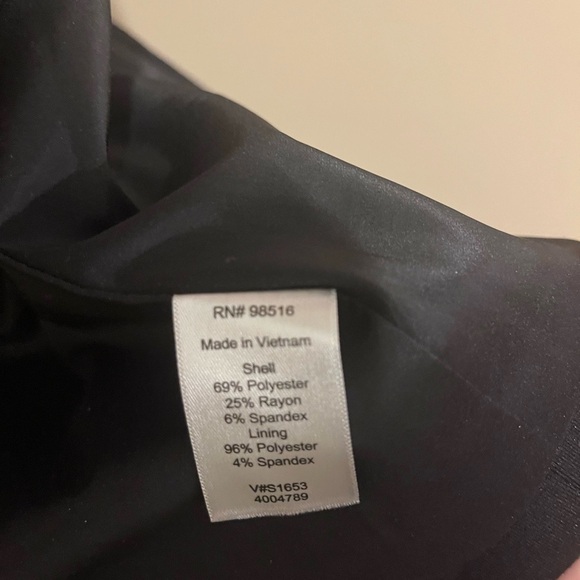 RN# 98516
Made in Vietnam
Shell
69% Polyester
25% Rayon
6% Spandex
Lining
96% Polyester
4% Spandex
V#S1653
4004789